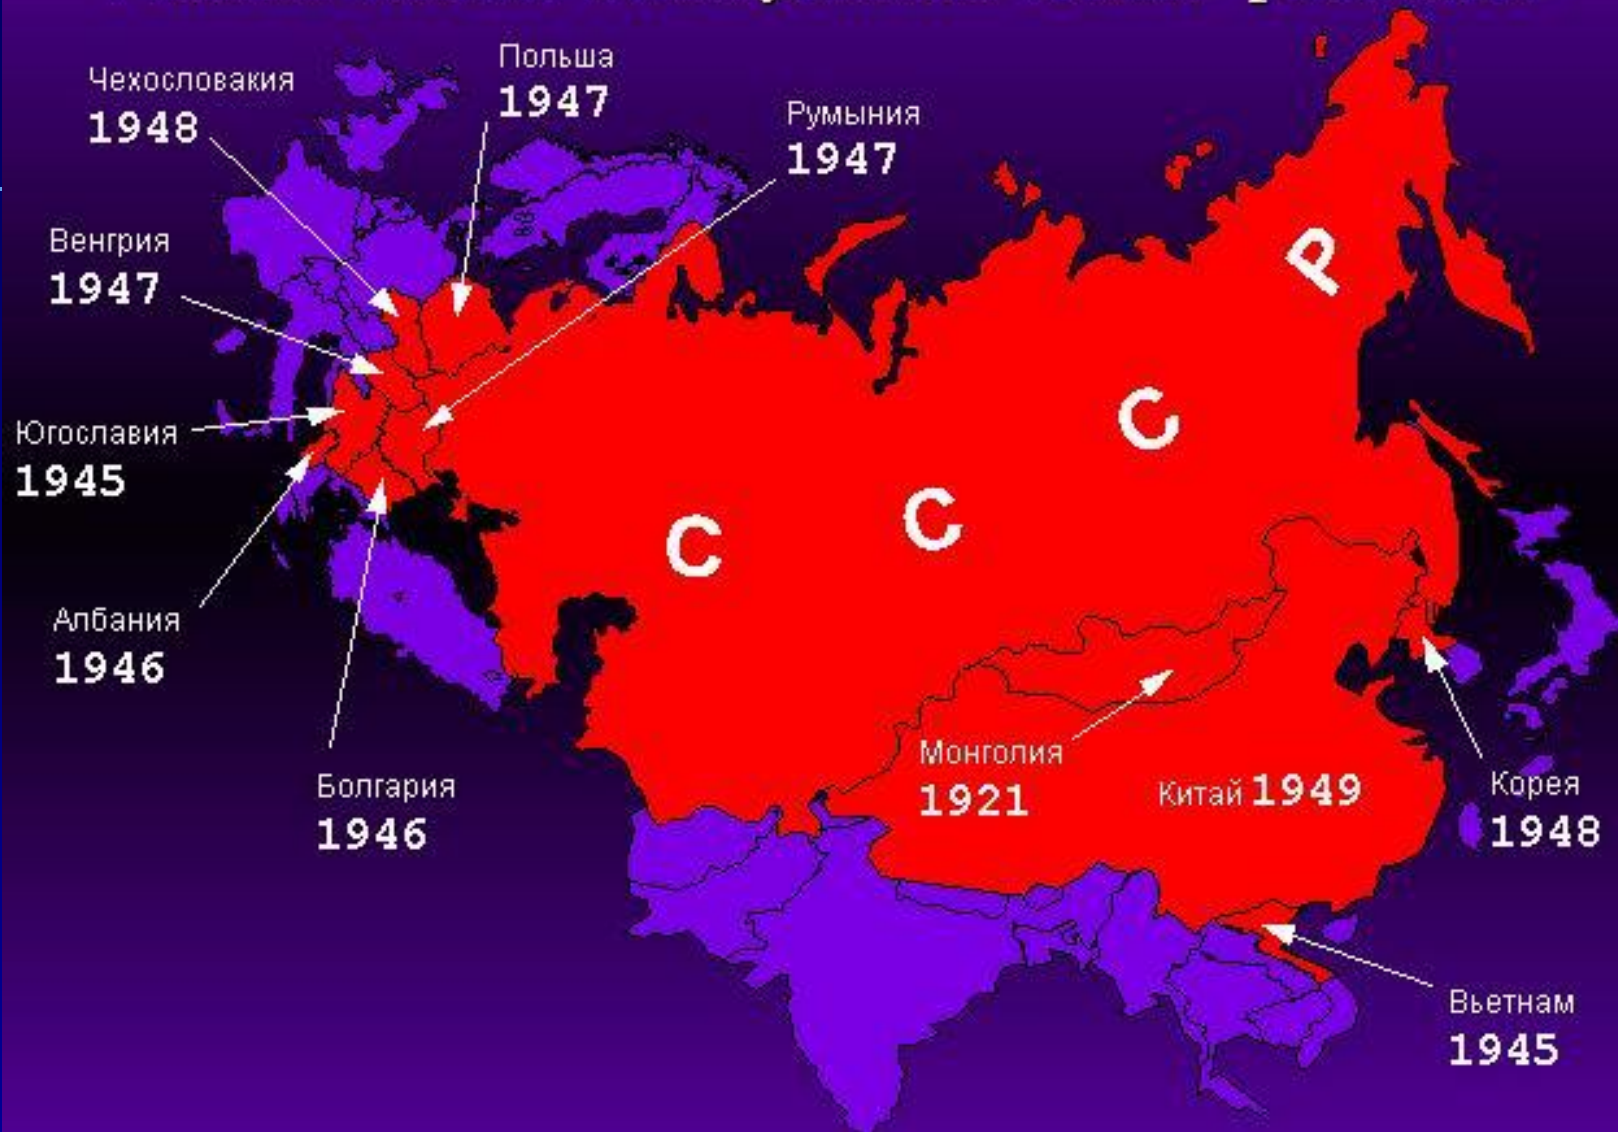 Польша
1947
Чехословакия
1948
Румыния
1947
Венгрия
1947
Югославия
1945
Албания
1946
Болгария
1946
С С С Р
Монголия
1921
Китай 1949
Корея
1948
Вьетнам
1945